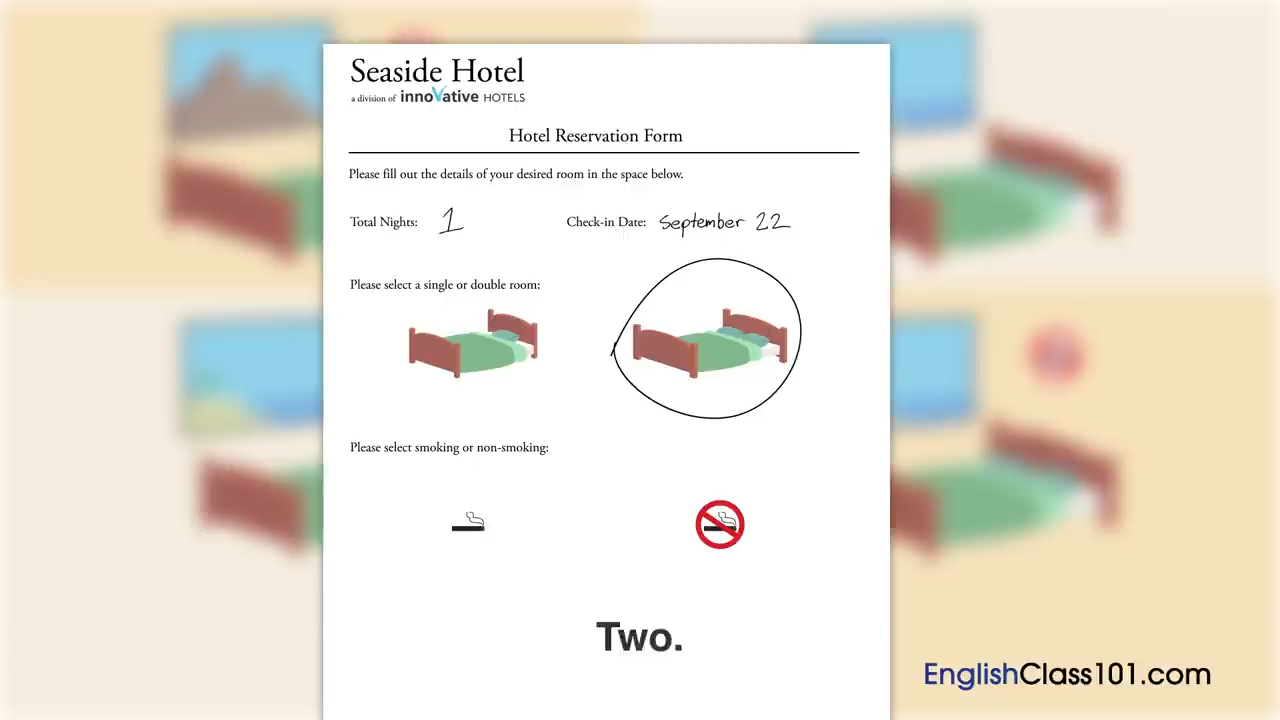 Seaside Hotel
a division of innovative HOTELS
Hotel Reservation Form
Please fill out the details of your desired room in the space below.
Total Nights: 1 Check-in Date: September 22
Please select a single or double room:
Please select smoking or non-smoking:
Two.
EnglishClass101.com